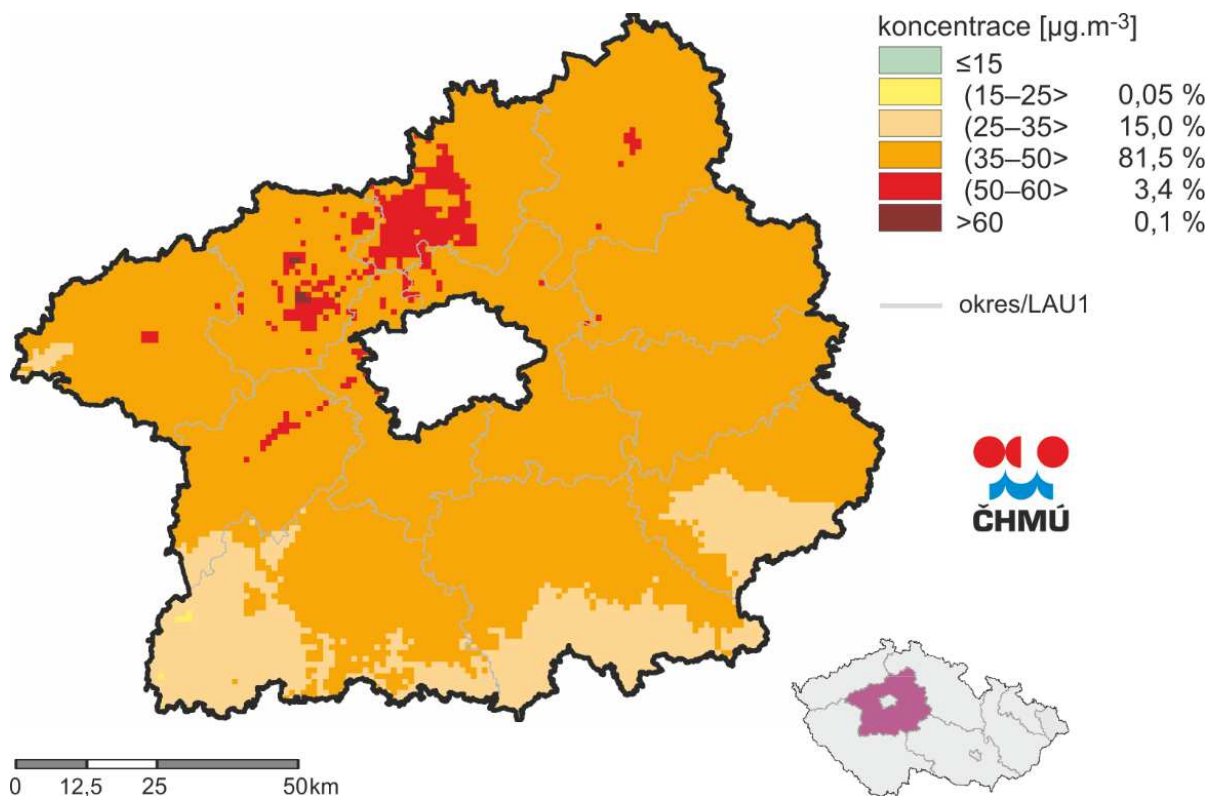 koncentrace [µg.m-3]
≤15
(15–25> 0,05 %
(25–35> 15,0 %
(35–50> 81,5 %
(50–60> 3,4 %
>60 0,1 %
okres/LAU1
ČHMÚ
0 12,5 25 50km